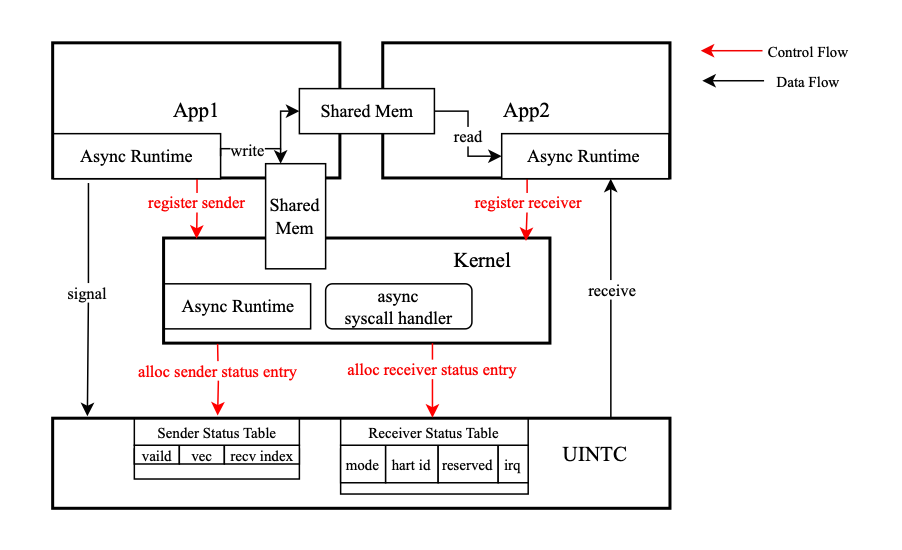 Control Flow
Data Flow
App1
Shared Mem
App2
Async Runtime
write
read
Async Runtime
register sender
Shared
Mem
register receiver
Kernel
signal
receive
Async Runtime
async
syscall handler
alloc sender status entry
alloc receiver status entry
Sender Status Table
vaild
vec
recv index
Receiver Status Table
mode
hart id
reserved
irq
UINTC